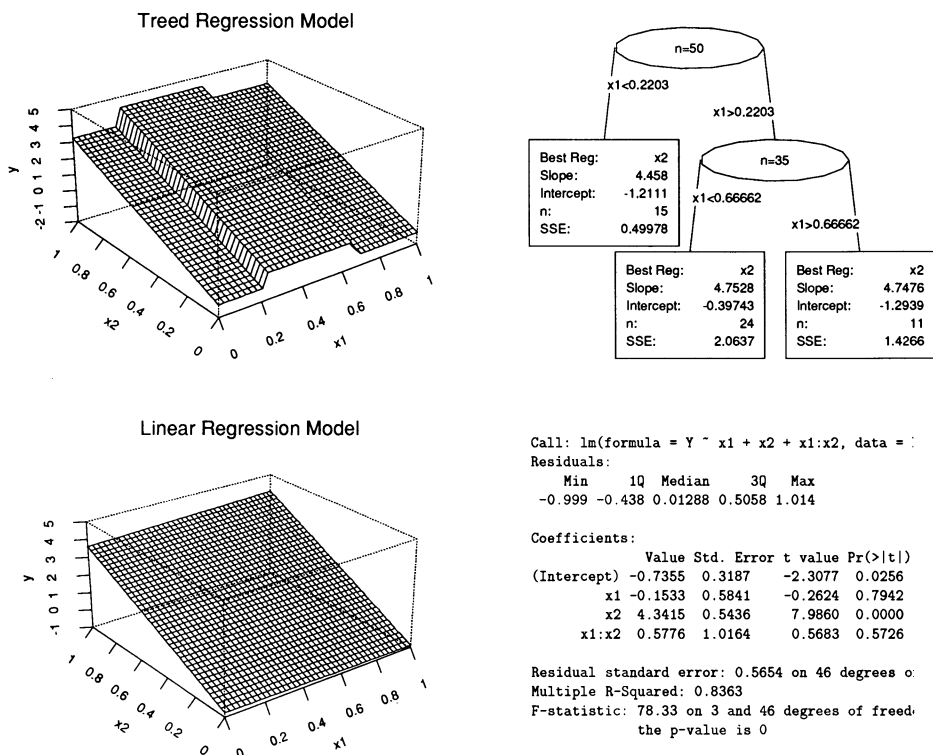 Treed Regression Model
5
4
3
2
1
0
-1
-2
y
1
0.8
0.6
0.4
0.2
0
x2
0
0.2
0.4
0.6
0.8
1
x1
n=50
x1<0.2203
x1>0.2203
Best Reg: x2
Slope: 4.458
Intercept: -1.2111
n: 15
SSE: 0.49978
n=35
x1<0.66662
x1>0.66662
Best Reg: x2
Slope: 4.7528
Intercept: -0.39743
n: 24
SSE: 2.0637
Best Reg: x2
Slope: 4.7476
Intercept: -1.2939
n: 11
SSE: 1.4266
Linear Regression Model
5
4
3
2
1
0
-1
y
1
0.8
0.6
0.4
0.2
0
x2
0
0.2
0.4
0.6
0.8
1
x1
Call: lm(formula = Y ~ x1 + x2 + x1:x2, data =
Residuals:
Min 1Q Median 3Q Max
-0.999 -0.438 0.01288 0.5058 1.014
Coefficients:
Value Std. Error t value Pr(>|t|)
(Intercept) -0.7355 0.3187 -2.3077 0.0256
x1 -0.1533 0.5841 -0.2624 0.7942
x2 4.3415 0.5436 7.9860 0.0000
x1:x2 0.5776 1.0164 0.5683 0.5726
Residual standard error: 0.5654 on 46 degrees o
Multiple R-Squared: 0.8363
F-statistic: 78.33 on 3 and 46 degrees of freed
the p-value is 0